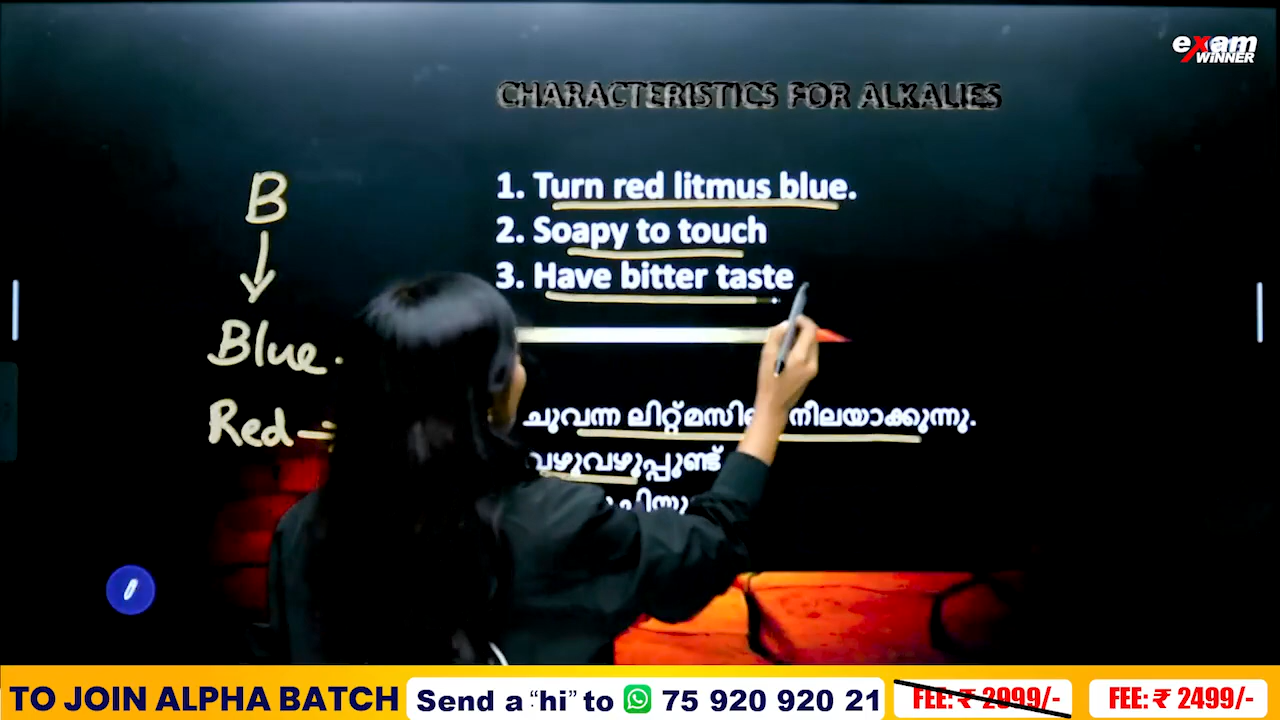 exam
WINNER
CHARACTERISTICS FOR ALKALIES
B
Blue.
Red
1. Turn red litmus blue.
2. Soapy to touch
3. Have bitter taste
ചുവന്ന നീലയാക്കുന്നു.
വഴുവഴുപ്പുണ്ട്
TO JOIN ALPHA BATCH Send a “hi” to 75 920 920 21 FEE: ₹ 2999/- FEE: ₹ 2499/-